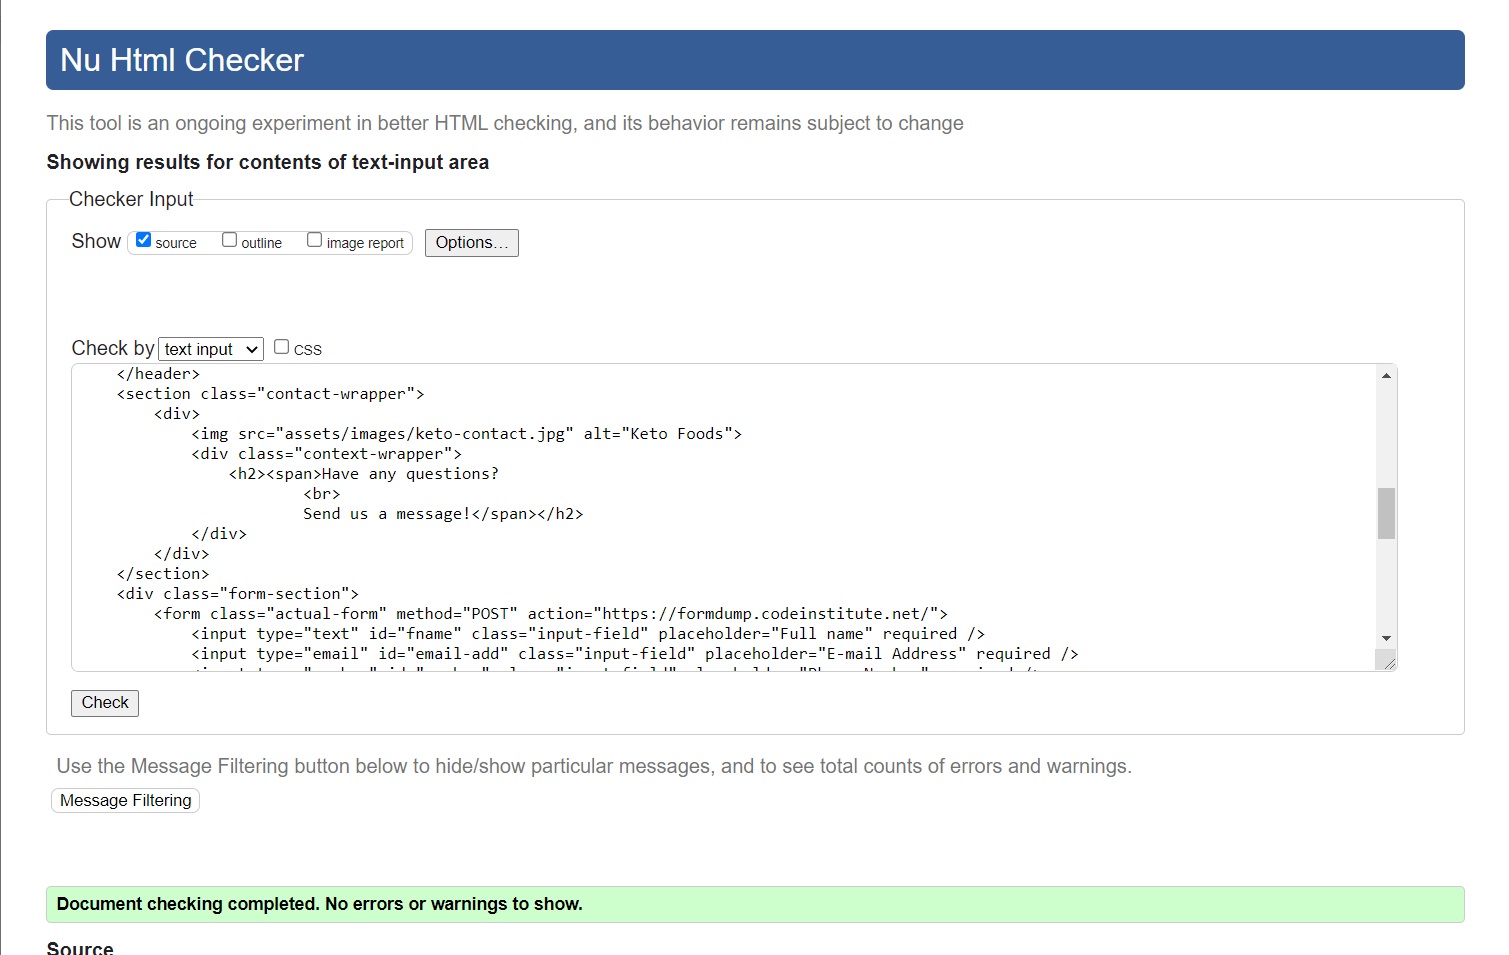 Nu Html Checker
This tool is an ongoing experiment in better HTML checking, and its behavior remains subject to change
Showing results for contents of text-input area
Checker Input
Show source outline image report Options...
Check by text input CSS
</header>
<section class="contact-wrapper">
<div>
<img src="assets/images/keto-contact.jpg" alt="Keto Foods">
<div class="context-wrapper">
<h2><span>Have any questions?
<br>
Send us a message!</span></h2>
</div>
</div>
</section>
<div class="form-section">
<form class="actual-form" method="POST" action="https://formdump.codeinstitute.net/">
<input type="text" id="fname" class="input-field" placeholder="Full name" required />
<input type="email" id="email-add" class="input-field" placeholder="E-mail Address" required />
Check
Use the Message Filtering button below to hide/show particular messages, and to see total counts of errors and warnings.
Message Filtering
Document checking completed. No errors or warnings to show.
Source